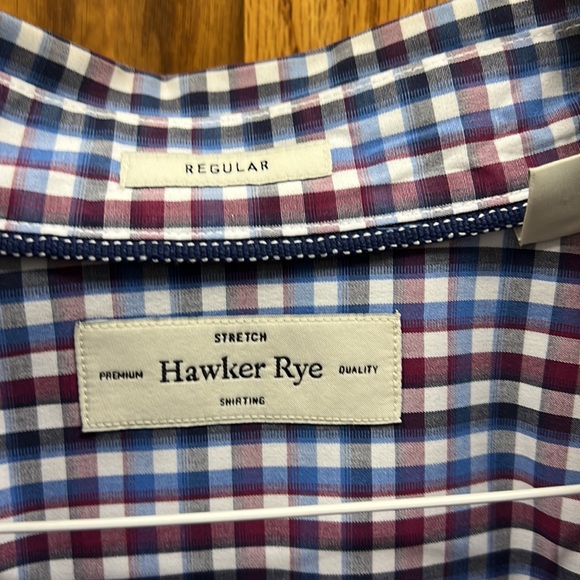 REGULAR
STRETCH
PREMIUM Hawker Rye QUALITY
SHIRTING